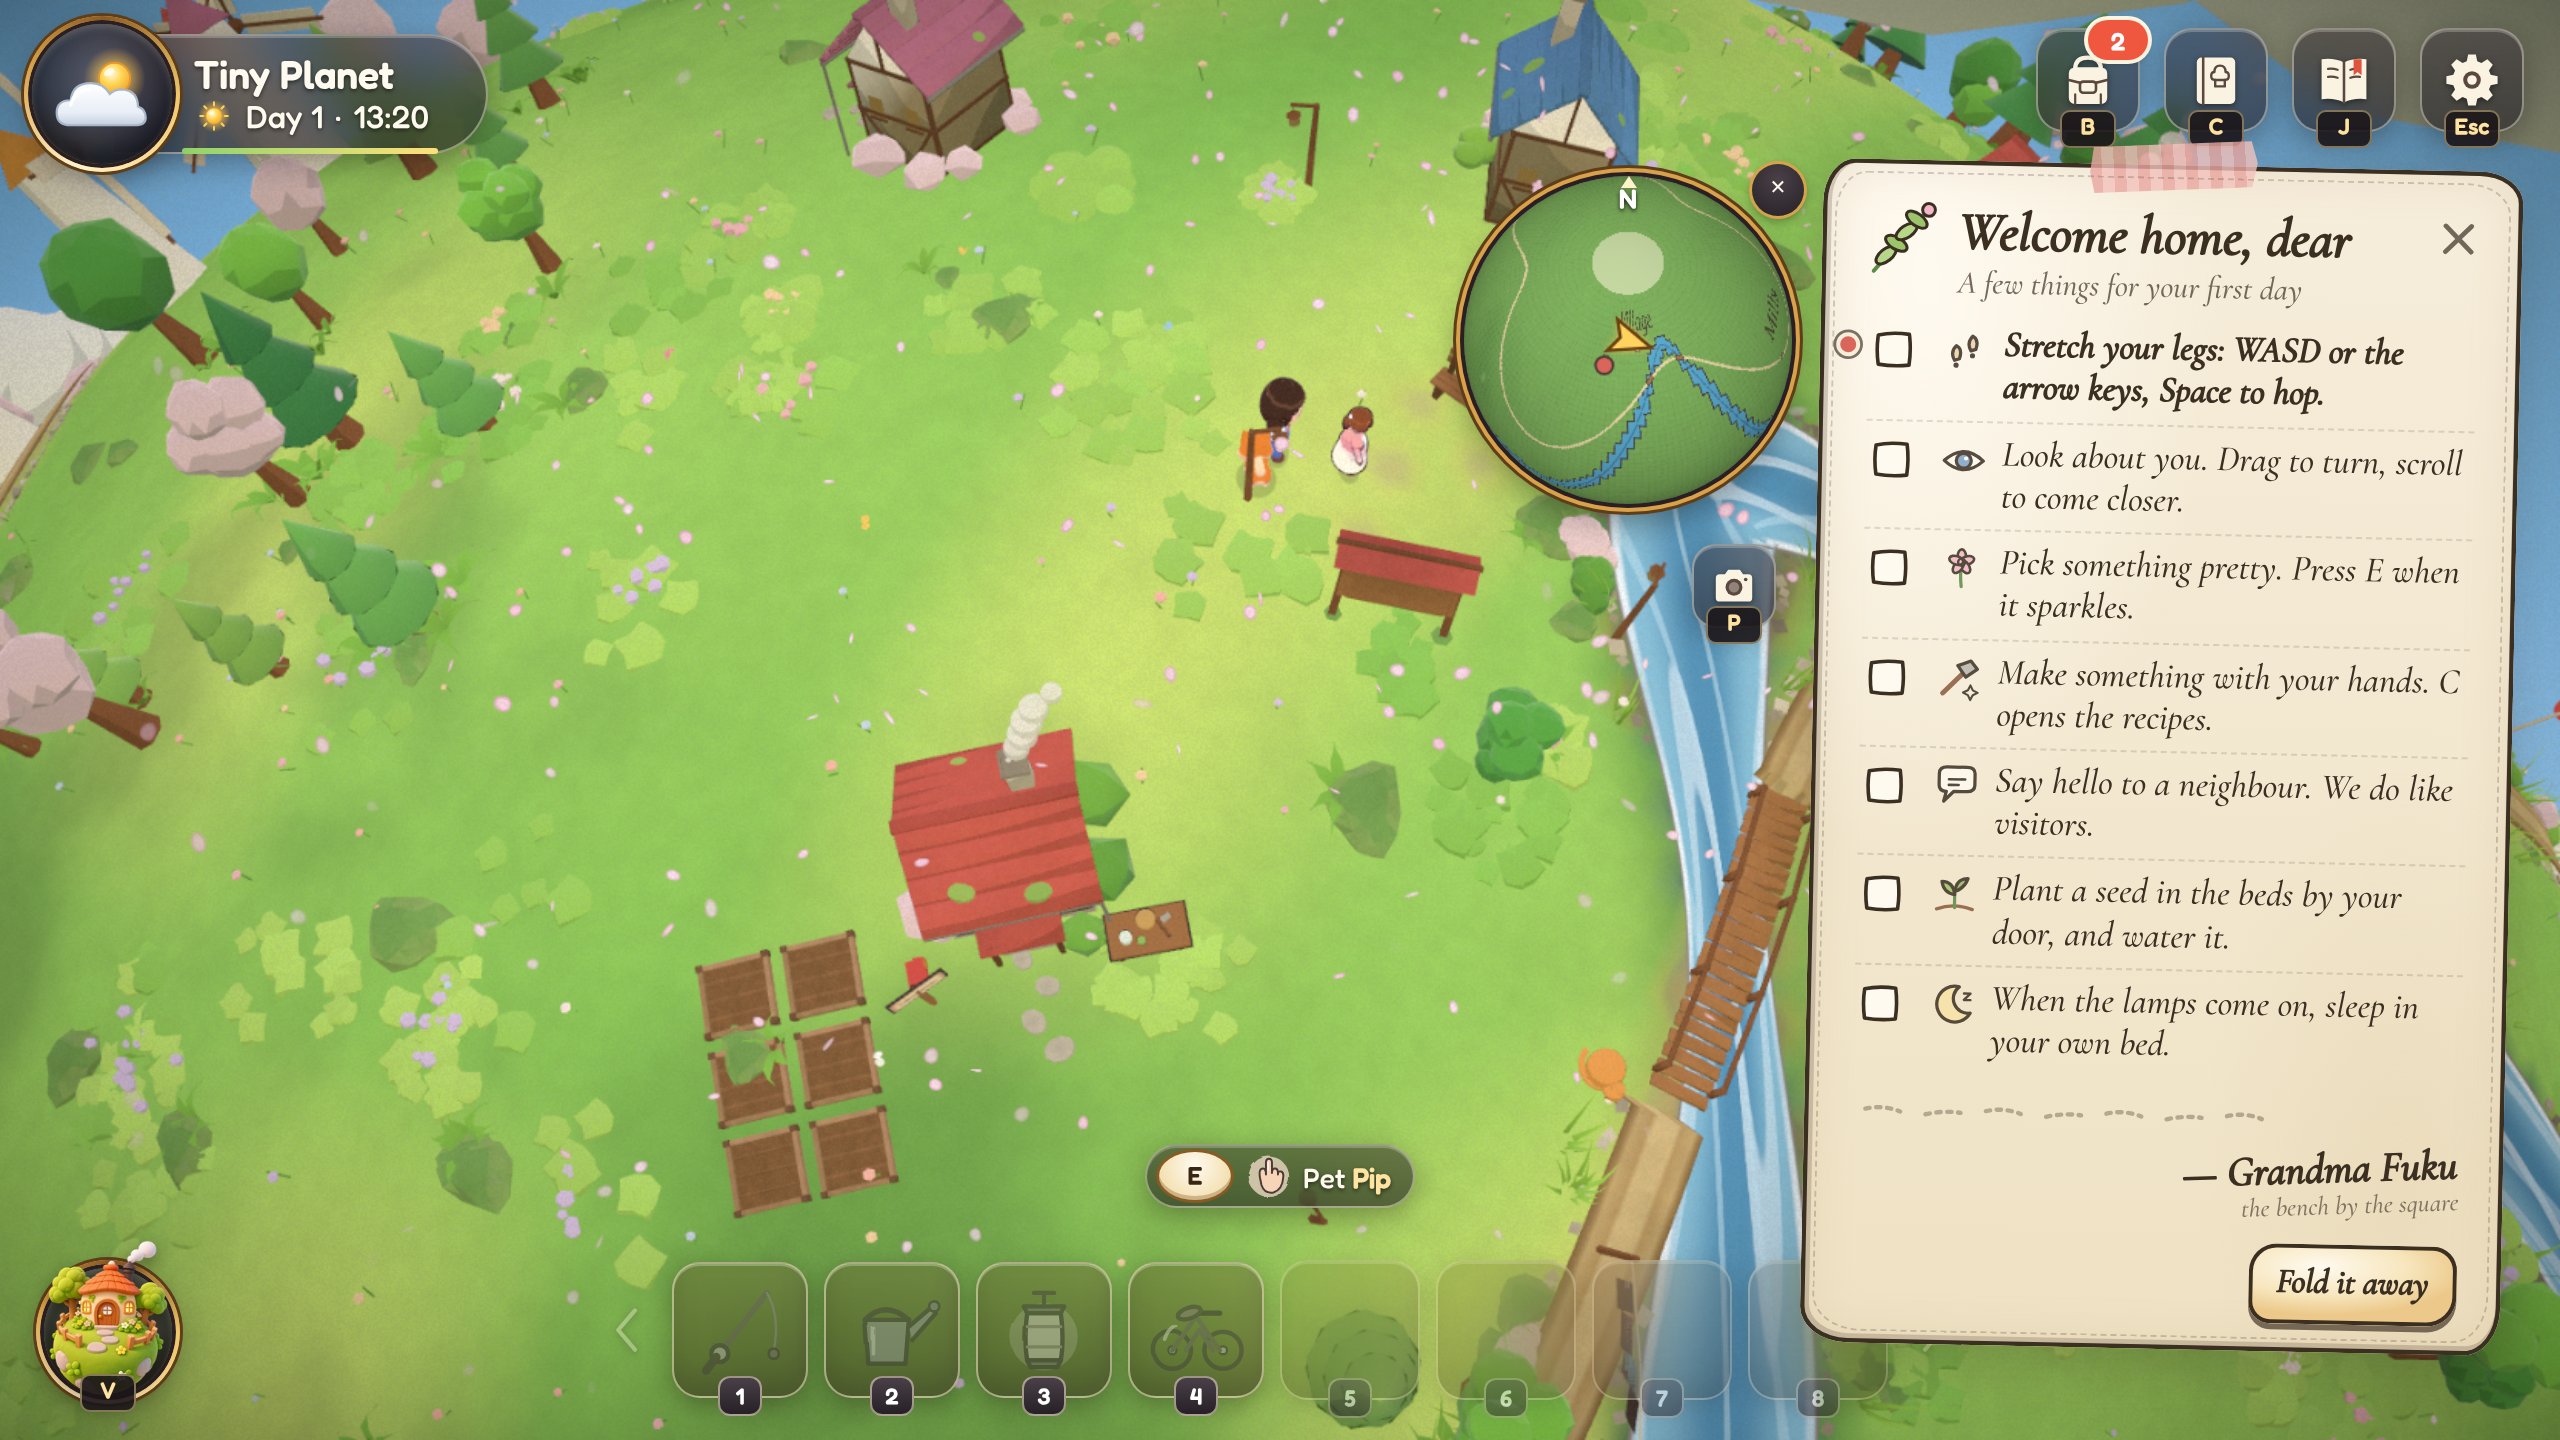 Tiny Planet
Day 1 · 13:20
2
B
C
J
Esc
N
Village
P
Welcome home, dear
A few things for your first day
Stretch your legs: WASD or the
arrow keys, Space to hop.
Look about you. Drag to turn, scroll
to come closer.
Pick something pretty. Press E when
it sparkles.
Make something with your hands. C
opens the recipes.
Say hello to a neighbour. We do like
visitors.
Plant a seed in the beds by your
door, and water it.
When the lamps come on, sleep in
your own bed.
— Grandma Fuku
the bench by the square
Fold it away
E Pet Pip
V
1
2
3
4
5
6
7
8